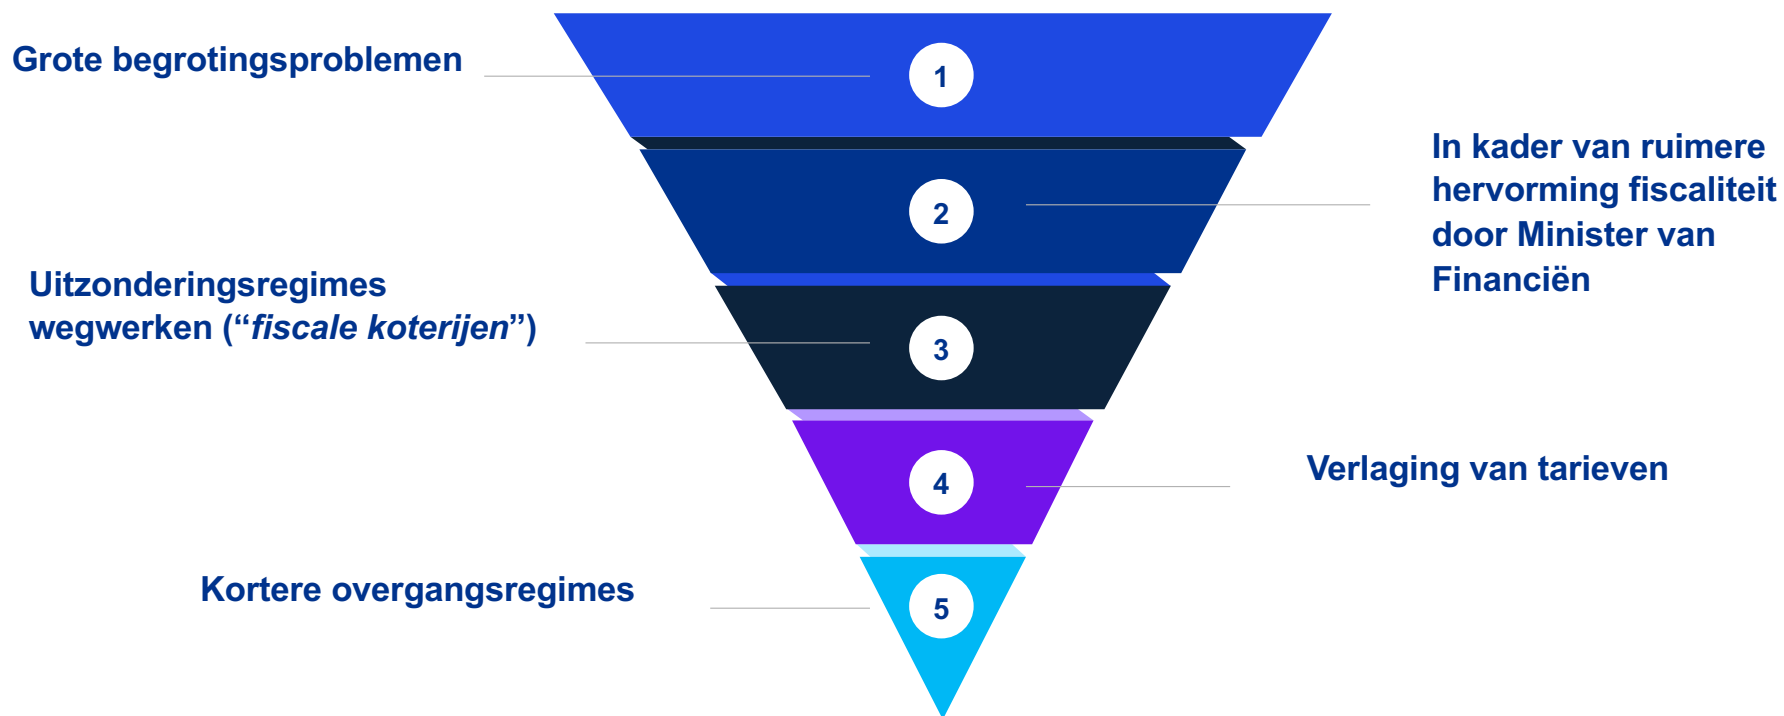 Grote begrotingsproblemen
1
In kader van ruimere
hervorming fiscaliteit
door Minister van
Financiën
2
Uitzonderingsregimes
wegwerken (“fiscale koterijen”)
3
Verlaging van tarieven
4
Kortere overgangsregimes
5